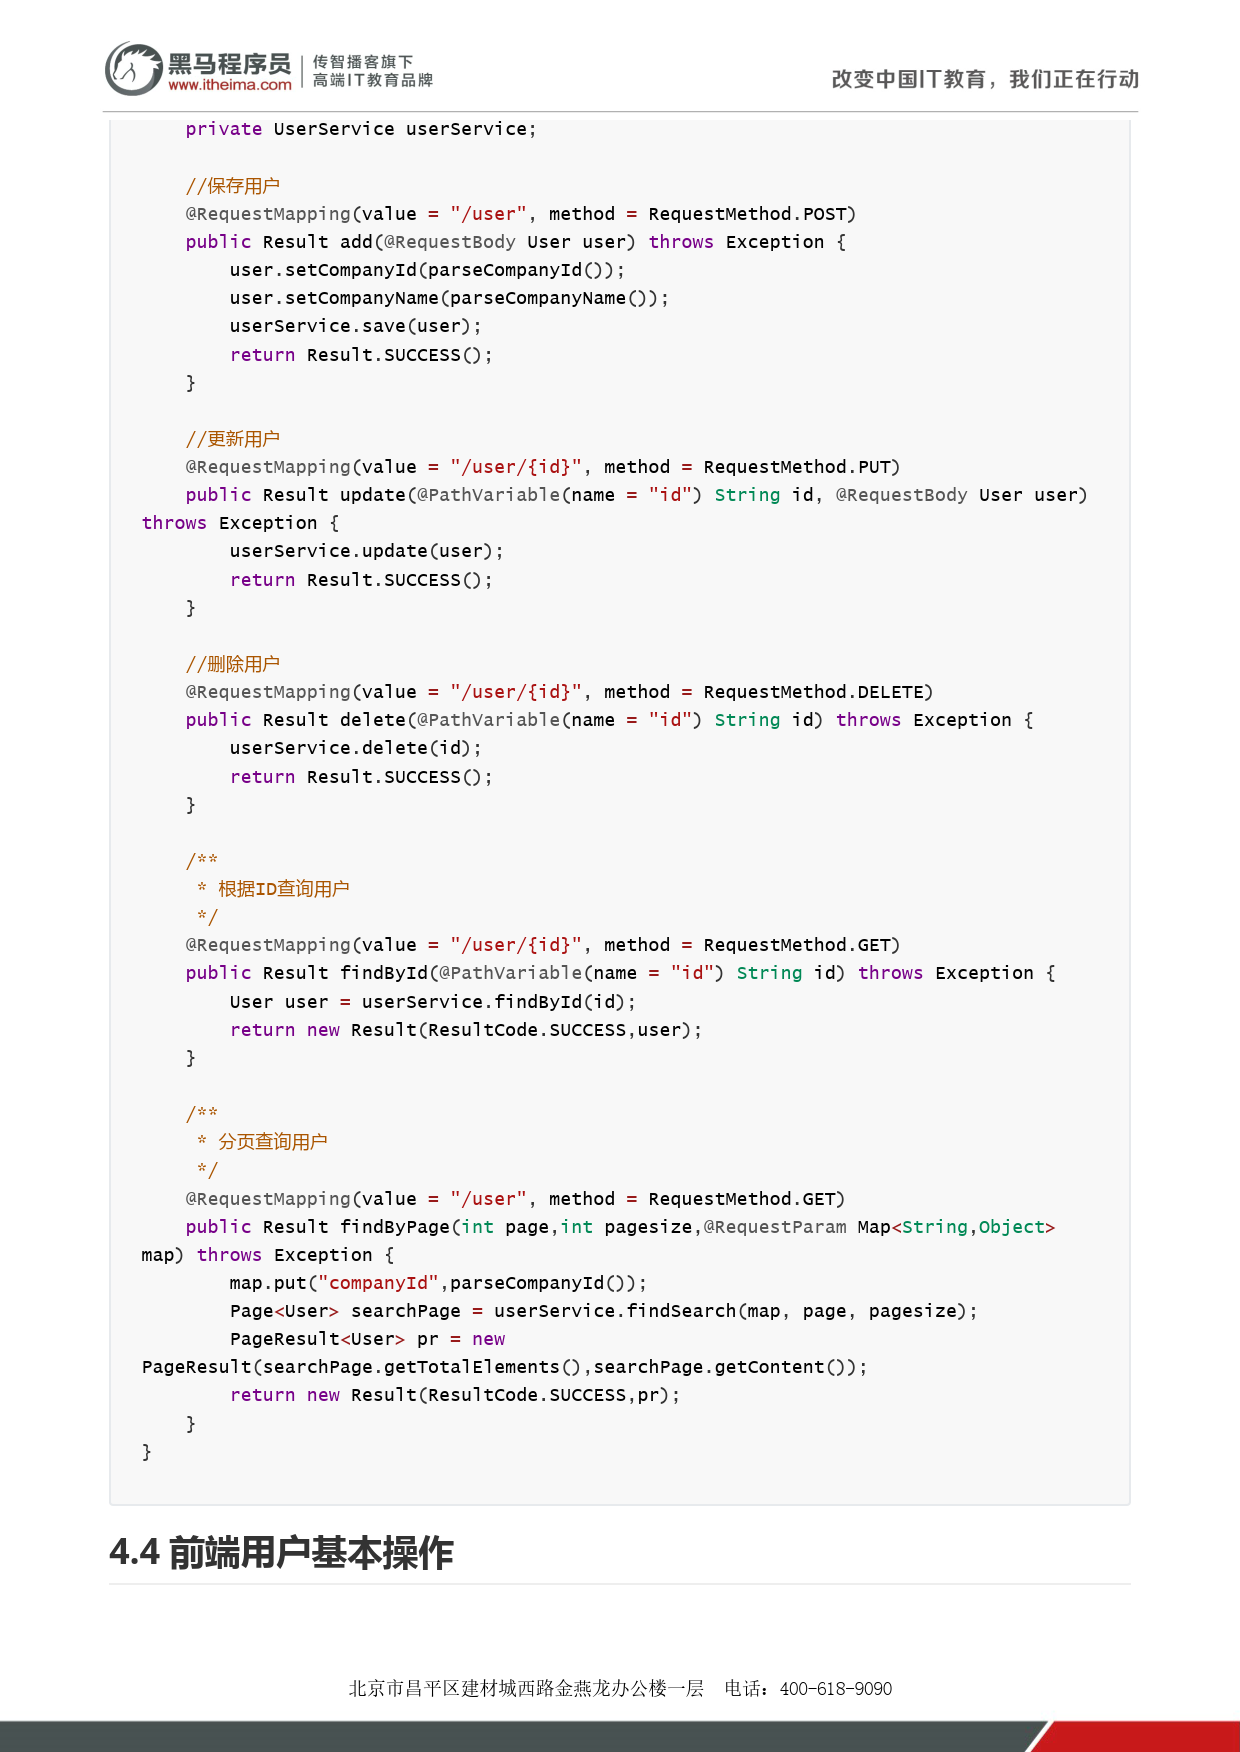 黑马程序员
www.itheima.com
传智播客旗下
高端IT教育品牌
改变中国IT教育，我们正在行动
    private UserService userService;

    //保存用户
    @RequestMapping(value = "/user", method = RequestMethod.POST)
    public Result add(@RequestBody User user) throws Exception {
        user.setCompanyId(parseCompanyId());
        user.setCompanyName(parseCompanyName());
        userService.save(user);
        return Result.SUCCESS();
    }

    //更新用户
    @RequestMapping(value = "/user/{id}", method = RequestMethod.PUT)
    public Result update(@PathVariable(name = "id") String id, @RequestBody User user)
throws Exception {
        userService.update(user);
        return Result.SUCCESS();
    }

    //删除用户
    @RequestMapping(value = "/user/{id}", method = RequestMethod.DELETE)
    public Result delete(@PathVariable(name = "id") String id) throws Exception {
        userService.delete(id);
        return Result.SUCCESS();
    }

    /**
     * 根据ID查询用户
     */
    @RequestMapping(value = "/user/{id}", method = RequestMethod.GET)
    public Result findById(@PathVariable(name = "id") String id) throws Exception {
        User user = userService.findById(id);
        return new Result(ResultCode.SUCCESS,user);
    }

    /**
     * 分页查询用户
     */
    @RequestMapping(value = "/user", method = RequestMethod.GET)
    public Result findByPage(int page,int pagesize,@RequestParam Map<String,Object>
map) throws Exception {
        map.put("companyId",parseCompanyId());
        Page<User> searchPage = userService.findSearch(map, page, pagesize);
        PageResult<User> pr = new
PageResult(searchPage.getTotalElements(),searchPage.getContent());
        return new Result(ResultCode.SUCCESS,pr);
    }
}

4.4 前端用户基本操作
北京市昌平区建材城西路金燕龙办公楼一层 电话：400-618-9090